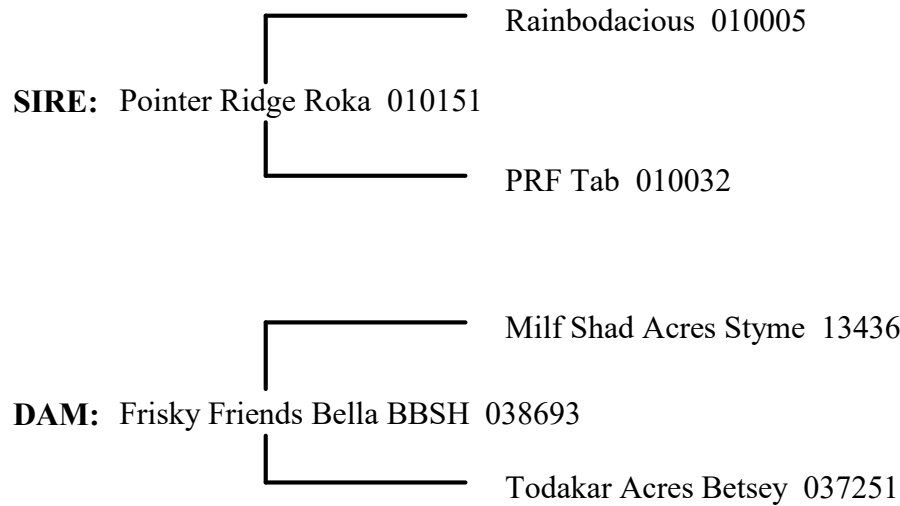 Rainbodacious 010005
SIRE: Pointer Ridge Roka 010151
PRF Tab 010032
Milf Shad Acres Styme 13436
DAM: Frisky Friends Bella BBSH 038693
Todakar Acres Betsey 037251